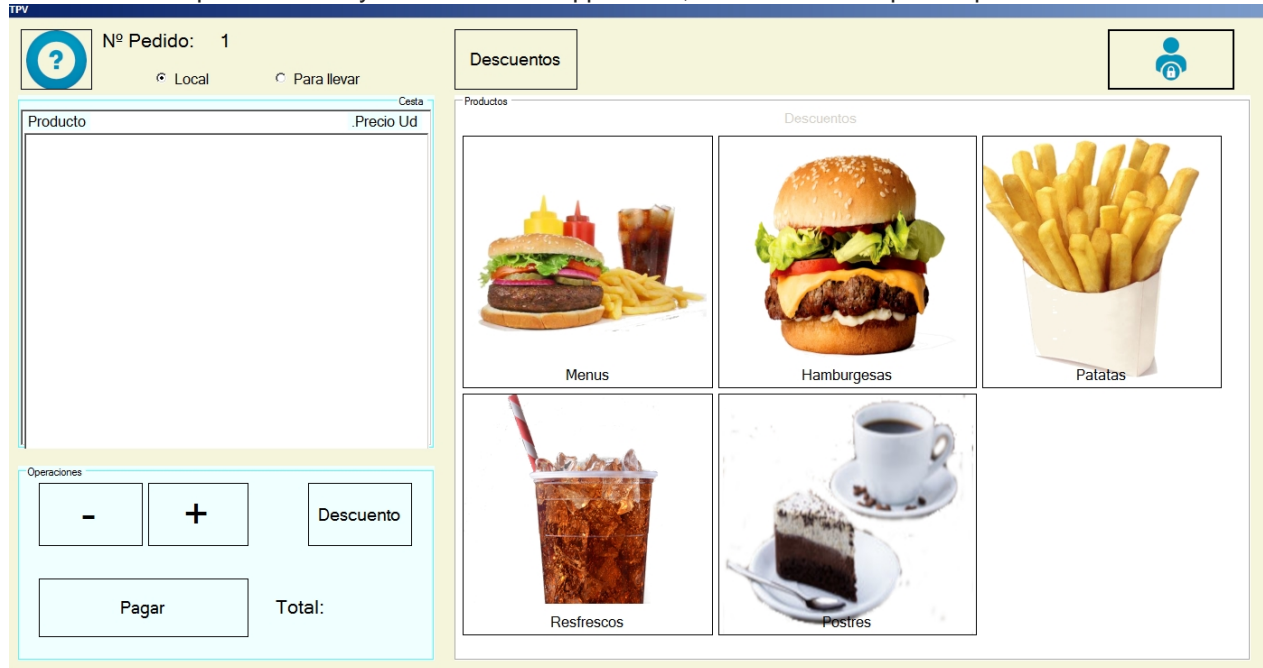 TPV
?
Nº Pedido: 1
Local
Para llevar
Descuentos
Cesta
Producto
.Precio Ud
Productos
Descuentos
Menus
Hamburgesas
Patatas
Resfrescos
Postres
Operaciones
-
+
Descuento
Pagar
Total: